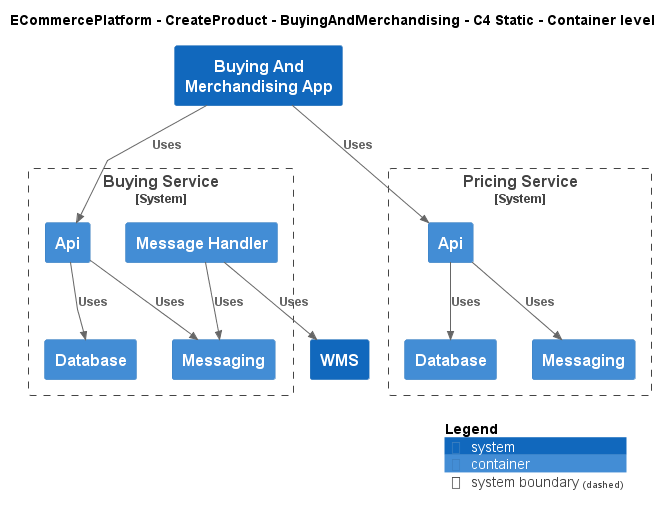 ECommercePlatform - CreateProduct - BuyingAndMerchandising - C4 Static - Container level
Buying And
Merchandising App
Uses
Uses
Buying Service
[System]
Pricing Service
[System]
Api
Message Handler
Api
Uses
Uses
Uses
Uses
Uses
Uses
Database
Messaging
WMS
Database
Messaging
Legend
system
container
system boundary (dashed)